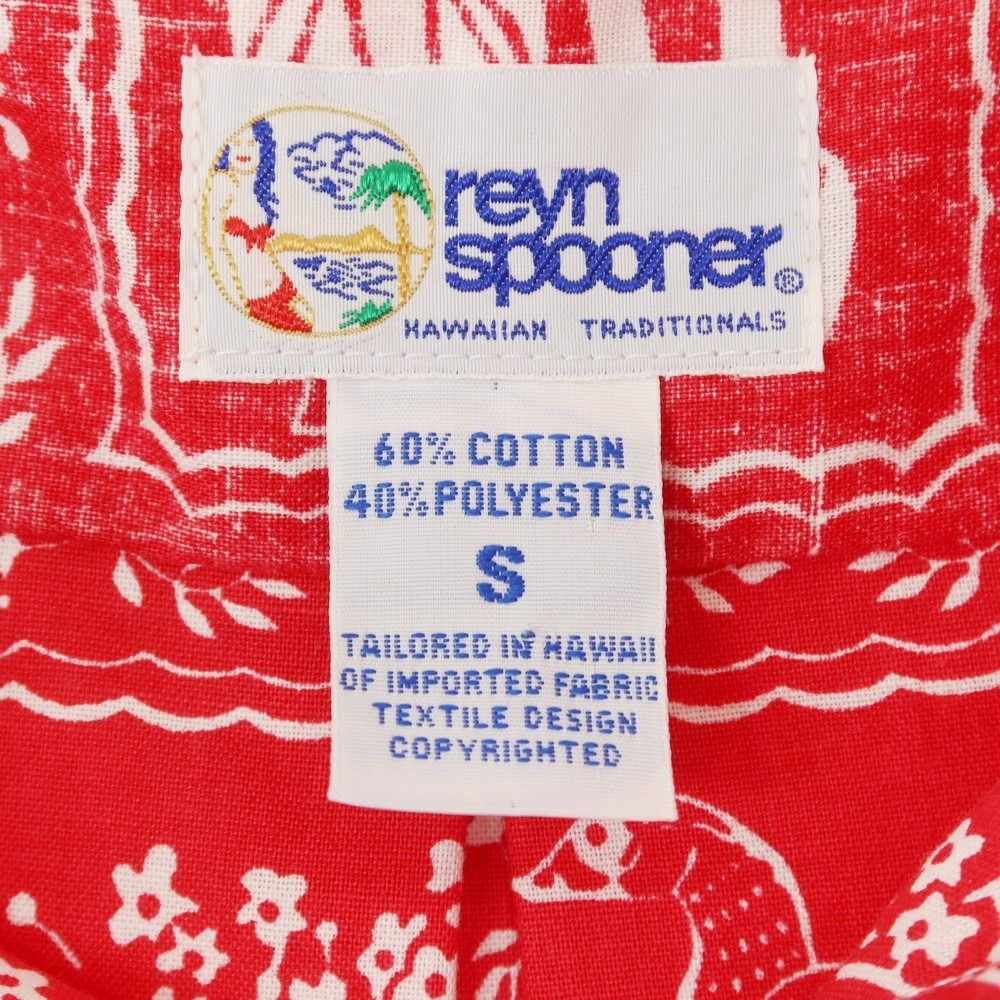 reyn
spooner®
HAWAIIAN TRADITIONALS
60% COTTON
40% POLYESTER
S
TAILORED IN HAWAII
OF IMPORTED FABRIC
TEXTILE DESIGN
COPYRIGHTED